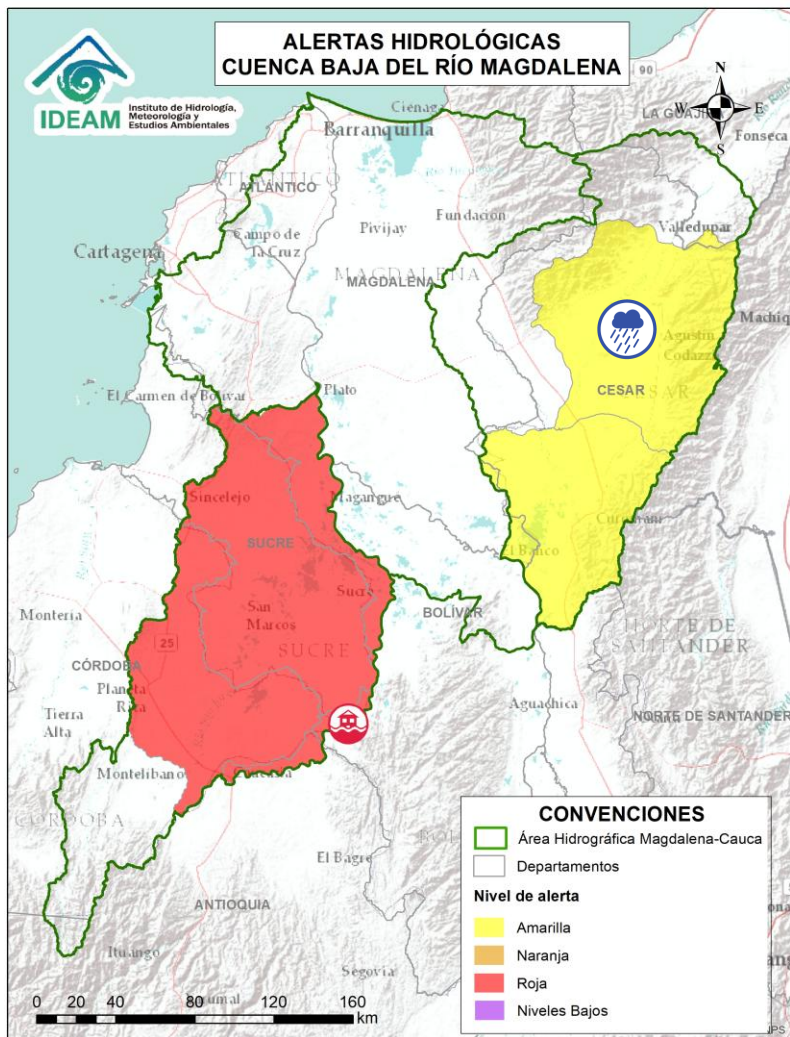 ALERTAS HIDROLÓGICAS
CUENCA BAJA DEL RÍO MAGDALENA
IDEAM
Instituto de Hidrología,
Meteorología y
Estudios Ambientales
N
W
E
S
90
Ciénaga
LA GUAJIRA
Fonseca
Barranquilla
ATLÁNTICO
Fundación
Pivijay
Valledupar
Campo de
la Cruz
Cartagena
MAGDALENA
MAGDALENA
Machiq
Agustín
Codazzi
CESAR
El Carmen de Bolívar
Plato
Sincelejo
Magangué
SUCRE
El Banco
Sucre
San
Marcos
BOLÍVAR
Montería
SUCRE
NORTE DE
SANTANDER
25
CÓRDOBA
Planeta
Rica
Aguachica
Tierra
Alta
NORTE DE SANTANDER
Montelíbano
CÓRDOBA
El Bagre
ANTIOQUIA
Ituango
Segovia
0 20 40 80 120 160
km
CONVENCIONES
Área Hidrográfica Magdalena-Cauca
Departamentos
Nivel de alerta
Amarilla
Naranja
Roja
Niveles Bajos